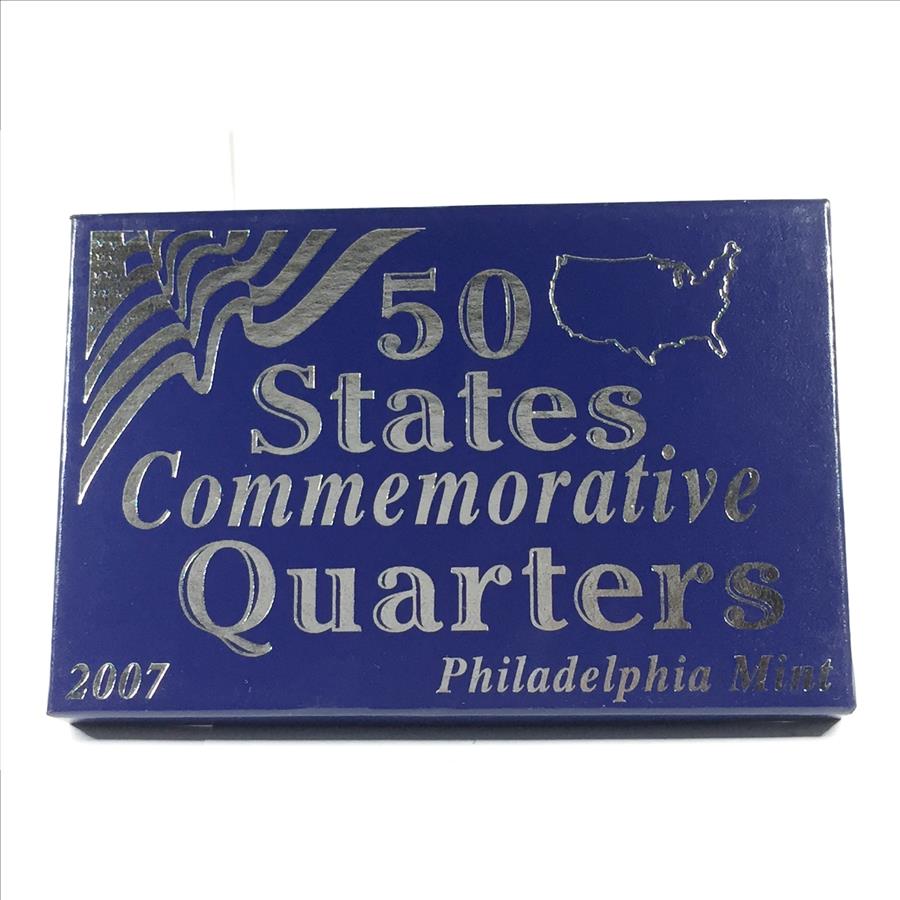 50
States
Commemorative
Quarters
2007 Philadelphia Mint